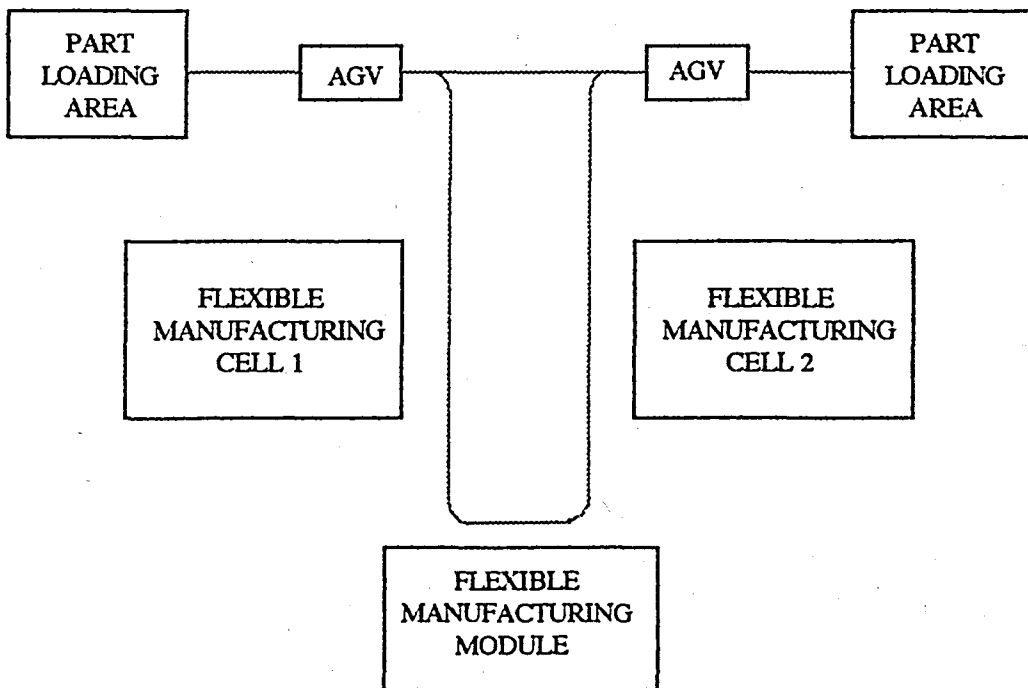 PART
LOADING
AREA
AGV
AGV
PART
LOADING
AREA
FLEXIBLE
MANUFACTURING
CELL 1
FLEXIBLE
MANUFACTURING
CELL 2
FLEXIBLE
MANUFACTURING
MODULE